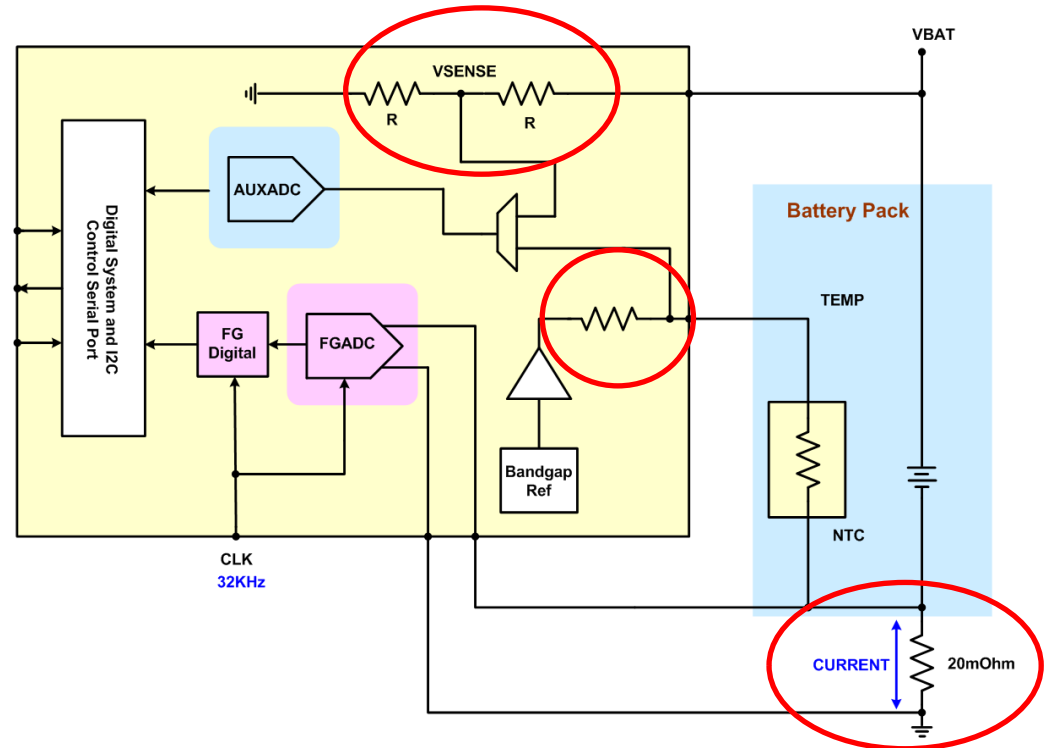 VBAT
VSENSE
R
R
Digital System and I2C
Control Serial Port
AUXADC
Battery Pack
TEMP
FG
Digital
FGADC
Bandgap
Ref
NTC
CLK
32KHz
CURRENT
20mOhm